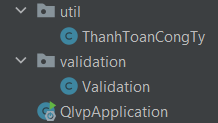 util
ThanhToanCongTy
validation
Validation
QlvpApplication